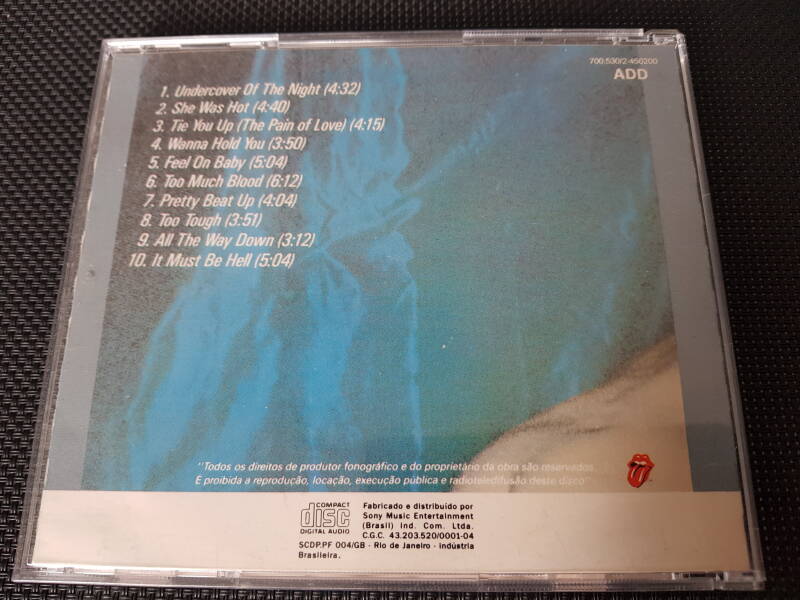 700.530/2-450200
ADD
1. Undercover Of The Night (4:32)
2. She Was Hot (4:40)
3. Tie You Up (The Pain of Love) (4:15)
4. Wanna Hold You (3:50)
5. Feel On Baby (5:04)
6. Too Much Blood (6:12)
7. Pretty Beat Up (4:04)
8. Too Tough (3:51)
9. All The Way Down (3:12)
10. It Must Be Hell (5:04)
"Todos os direitos de produtor fonográfico e do proprietário da obra são reservados.
É proibida a reprodução, locação, execução pública e radioteledifusão deste disco"
COMPACT
disc
DIGITAL AUDIO
Fabricado e distribuído por
Sony Music Entertainment
(Brasil) Ind. Com. Ltda.
C.G.C. 43.203.520/0001-04
SCDP.PF 004/GB - Rio de Janeiro - indústria
Brasileira.